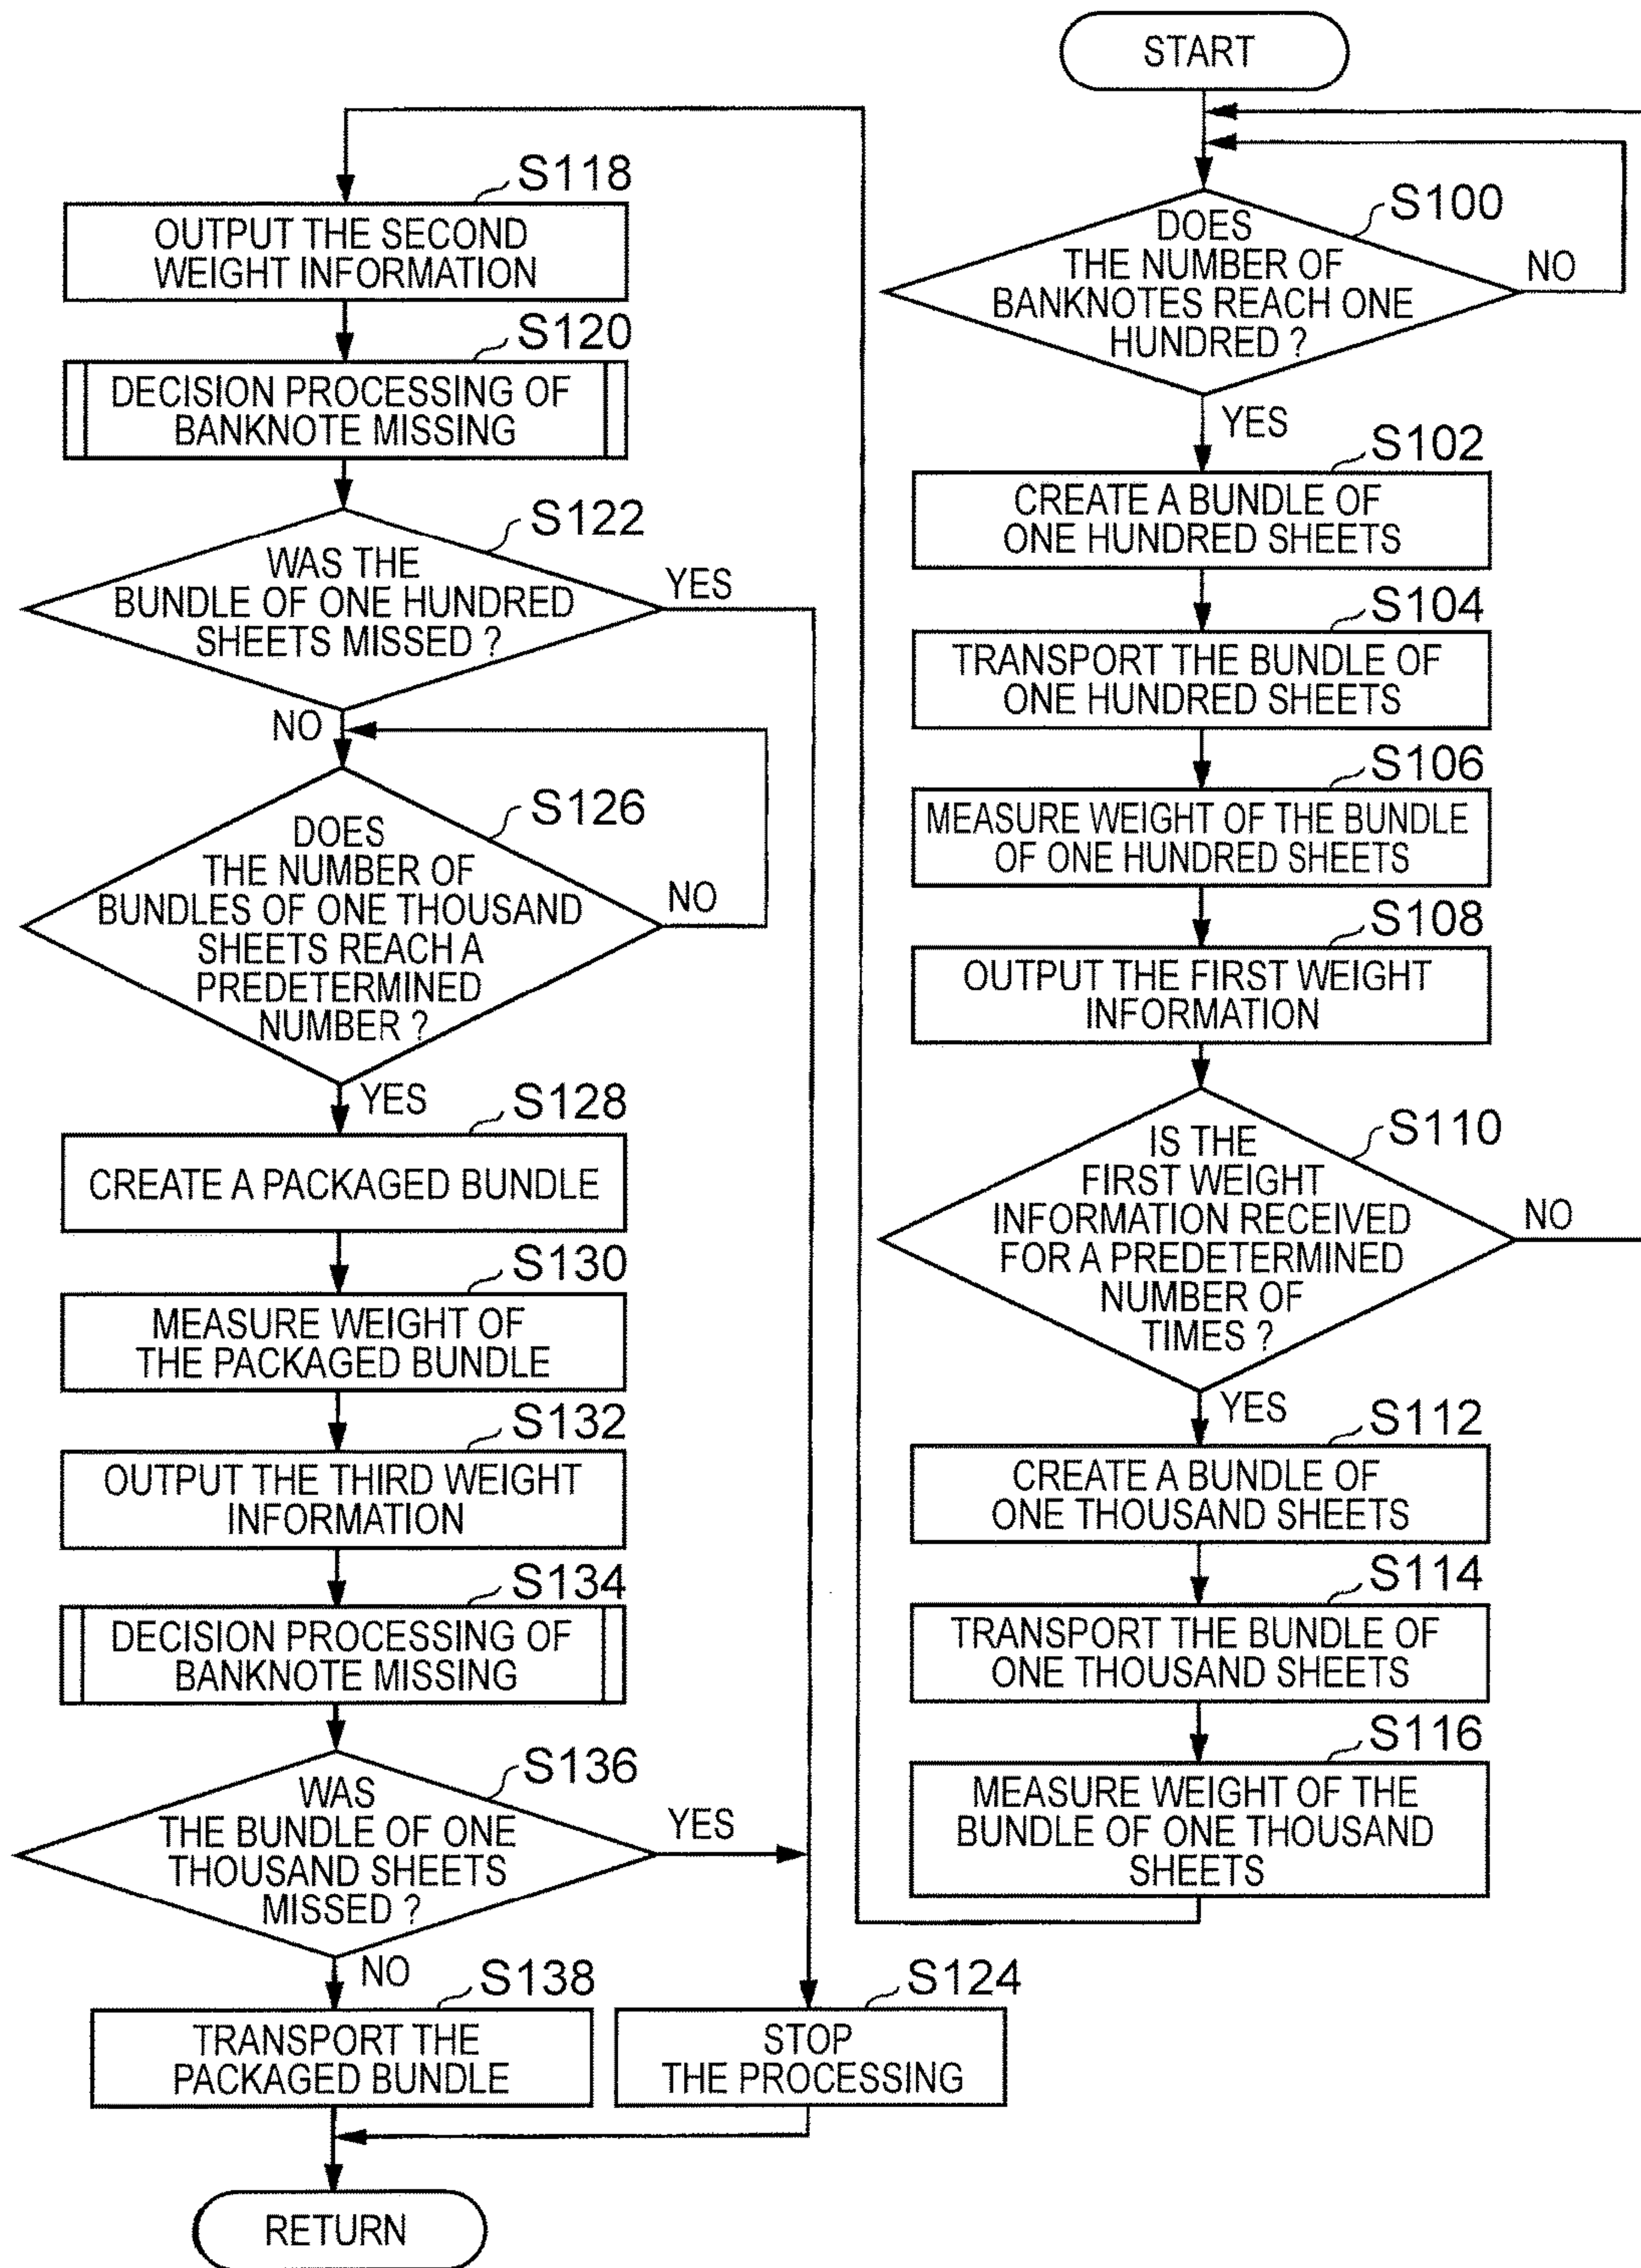 START
S100
DOES
THE NUMBER OF
BANKNOTES REACH ONE
HUNDRED ?
NO
YES
S102
CREATE A BUNDLE OF
ONE HUNDRED SHEETS
S104
TRANSPORT THE BUNDLE OF
ONE HUNDRED SHEETS
S106
MEASURE WEIGHT OF THE BUNDLE
OF ONE HUNDRED SHEETS
S108
OUTPUT THE FIRST WEIGHT
INFORMATION
S110
IS THE
FIRST WEIGHT
INFORMATION RECEIVED
FOR A PREDETERMINED
NUMBER OF
TIMES ?
NO
YES
S112
CREATE A BUNDLE OF
ONE THOUSAND SHEETS
S114
TRANSPORT THE BUNDLE OF
ONE THOUSAND SHEETS
S116
MEASURE WEIGHT OF THE
BUNDLE OF ONE THOUSAND
SHEETS
S118
OUTPUT THE SECOND
WEIGHT INFORMATION
S120
DECISION PROCESSING OF
BANKNOTE MISSING
S122
WAS THE
BUNDLE OF ONE HUNDRED
SHEETS MISSED ?
YES
NO
S126
DOES
THE NUMBER OF
BUNDLES OF ONE THOUSAND
SHEETS REACH A
PREDETERMINED
NUMBER ?
NO
YES
S128
CREATE A PACKAGED BUNDLE
S130
MEASURE WEIGHT OF
THE PACKAGED BUNDLE
S132
OUTPUT THE THIRD WEIGHT
INFORMATION
S134
DECISION PROCESSING OF
BANKNOTE MISSING
S136
WAS
THE BUNDLE OF ONE
THOUSAND SHEETS
MISSED ?
YES
NO
S138
TRANSPORT THE
PACKAGED BUNDLE
S124
STOP
THE PROCESSING
RETURN